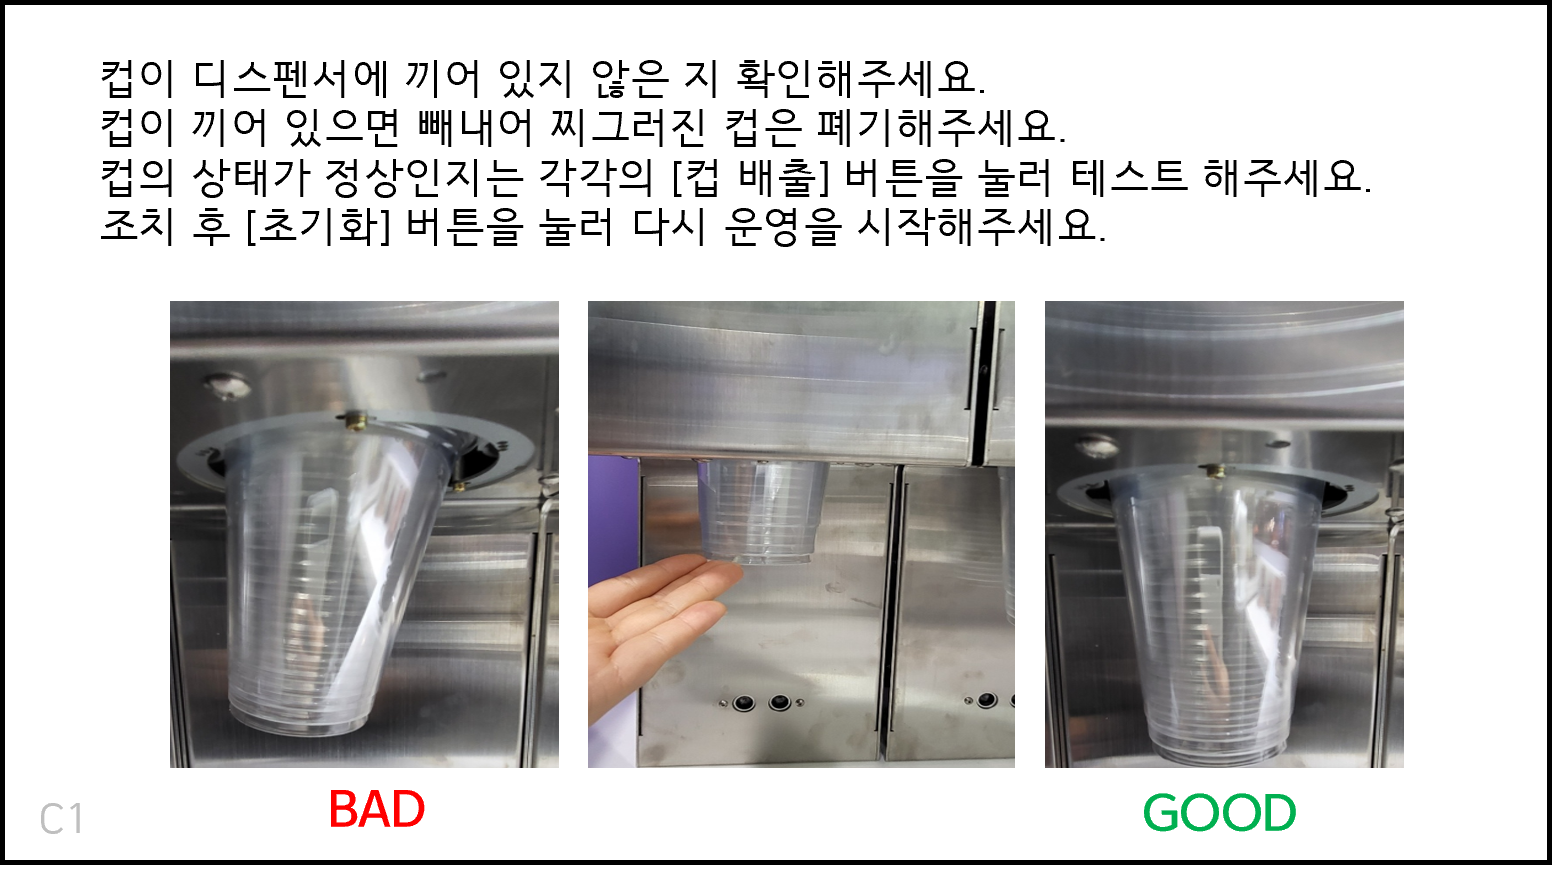 컵이 디스펜서에 끼어 있지 않은 지 확인해주세요.
컵이 끼어 있으면 빼내어 찌그러진 컵은 폐기해주세요.
컵의 상태가 정상인지는 각각의 [컵 배출] 버튼을 눌러 테스트 해주세요.
조치 후 [초기화] 버튼을 눌러 다시 운영을 시작해주세요.
BAD
GOOD
C1